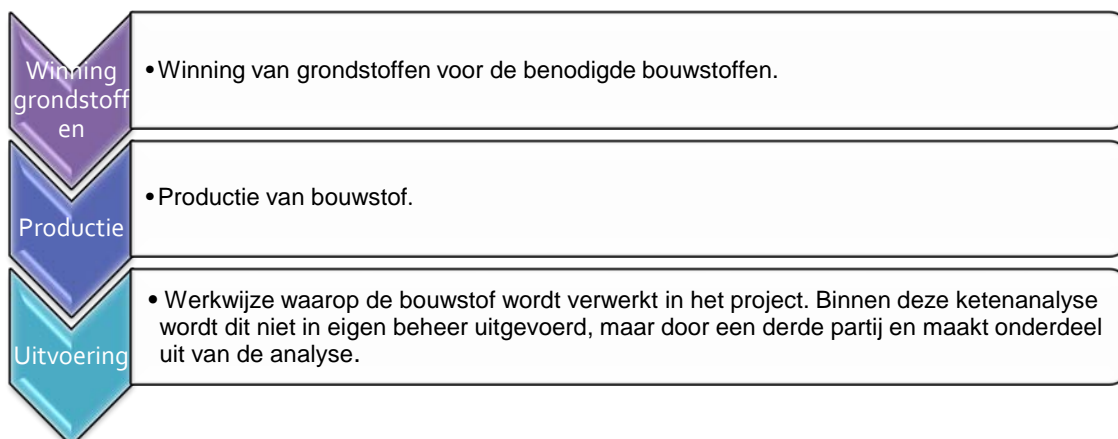 Winning
grondstoff
en
•Winning van grondstoffen voor de benodigde bouwstoffen.
Productie
•Productie van bouwstof.
Uitvoering
• Werkwijze waarop de bouwstof wordt verwerkt in het project. Binnen deze ketenanalyse
wordt dit niet in eigen beheer uitgevoerd, maar door een derde partij en maakt onderdeel
uit van de analyse.